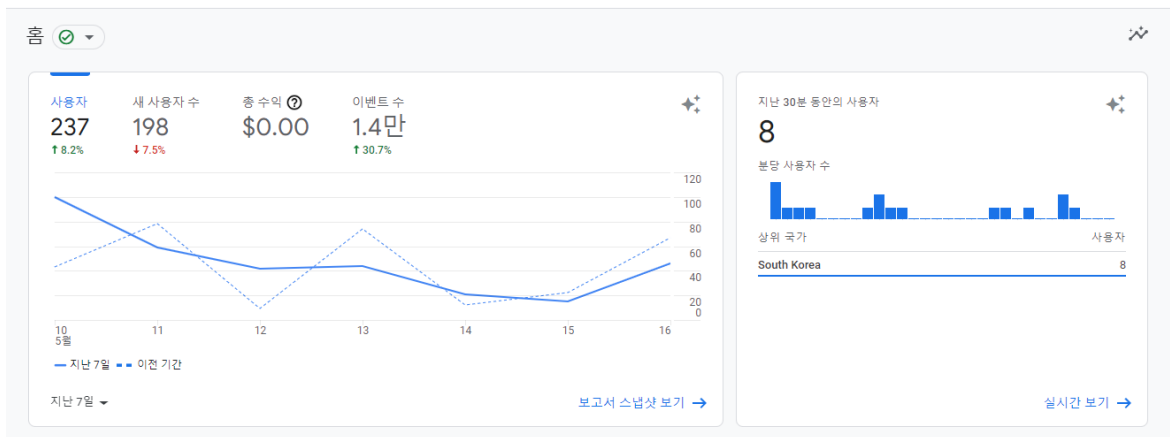 홈
사용자
237
↑ 8.2%
새 사용자 수
198
↓ 7.5%
총 수익
$0.00
이벤트 수
1.4만
↑ 30.7%
120
100
80
60
40
20
0
10 11 12 13 14 15 16
5월
지난 7일 이전 기간
지난 7일
보고서 스냅샷 보기 →
지난 30분 동안의 사용자
8
분당 사용자 수
상위 국가 사용자
South Korea 8
실시간 보기 →